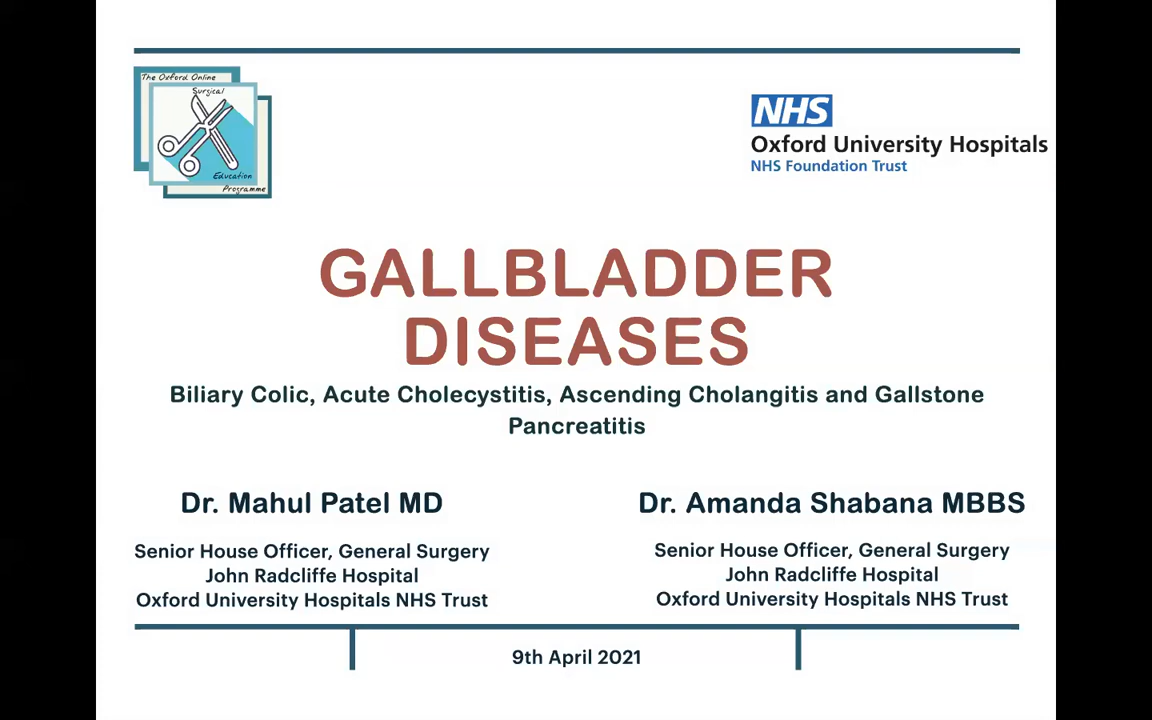 The Oxford Online
Surgical
Education
Programme
NHS
Oxford University Hospitals
NHS Foundation Trust
GALLBLADDER
DISEASES
Biliary Colic, Acute Cholecystitis, Ascending Cholangitis and Gallstone
Pancreatitis
Dr. Mahul Patel MD
Senior House Officer, General Surgery
John Radcliffe Hospital
Oxford University Hospitals NHS Trust
Dr. Amanda Shabana MBBS
Senior House Officer, General Surgery
John Radcliffe Hospital
Oxford University Hospitals NHS Trust
9th April 2021